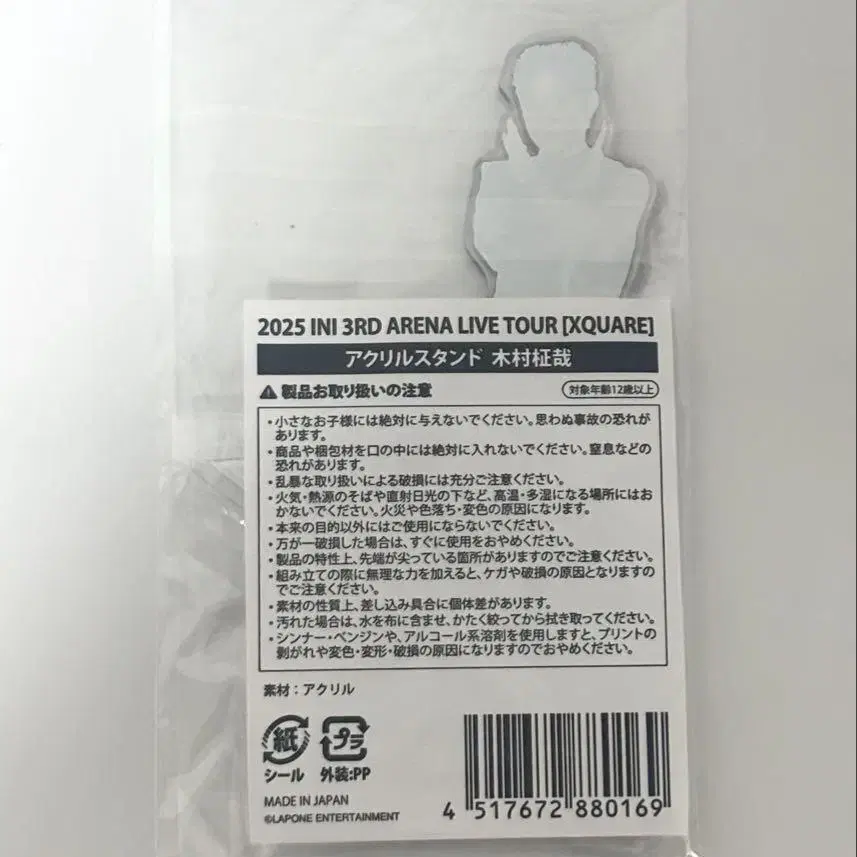 2025 INI 3RD ARENA LIVE TOUR [XQUARE]
アクリルスタンド 木村柾哉
製品お取り扱いの注意
対象年齢12歳以上
・小さなお子様には絶対に与えないでください。思わぬ事故の恐れが
あります。
・商品や梱包材を口の中には絶対に入れないでください。窒息などの
恐れがあります。
・乱暴な取り扱いによる破損には充分ご注意ください。
・火気・熱源のそばや直射日光の下など、高温・多湿になる場所にはお
かないでください。火災や色落ち・変色の原因になります。
・本来の目的以外にはご使用にならないでください。
・万が一破損した場合は、すぐに使用をおやめください。
・製品の特性上、先端が尖っている箇所がありますのでご注意ください。
・組み立ての際に無理な力を加えると、ケガや破損の原因となりますの
でご注意ください。
・素材の性質上、差し込み具合に個体差があります。
・汚れた場合は、水を布に含ませ、かたく絞ってから拭き取ってください。
・シンナー・ベンジンや、アルコール系溶剤を使用しますと、プリントの
剥がれや変色・変形・破損の原因になりますのでおやめください。
素材：アクリル
紙 プラ
シール 外装:PP
MADE IN JAPAN
©LAPONE ENTERTAINMENT
4 517672 880169